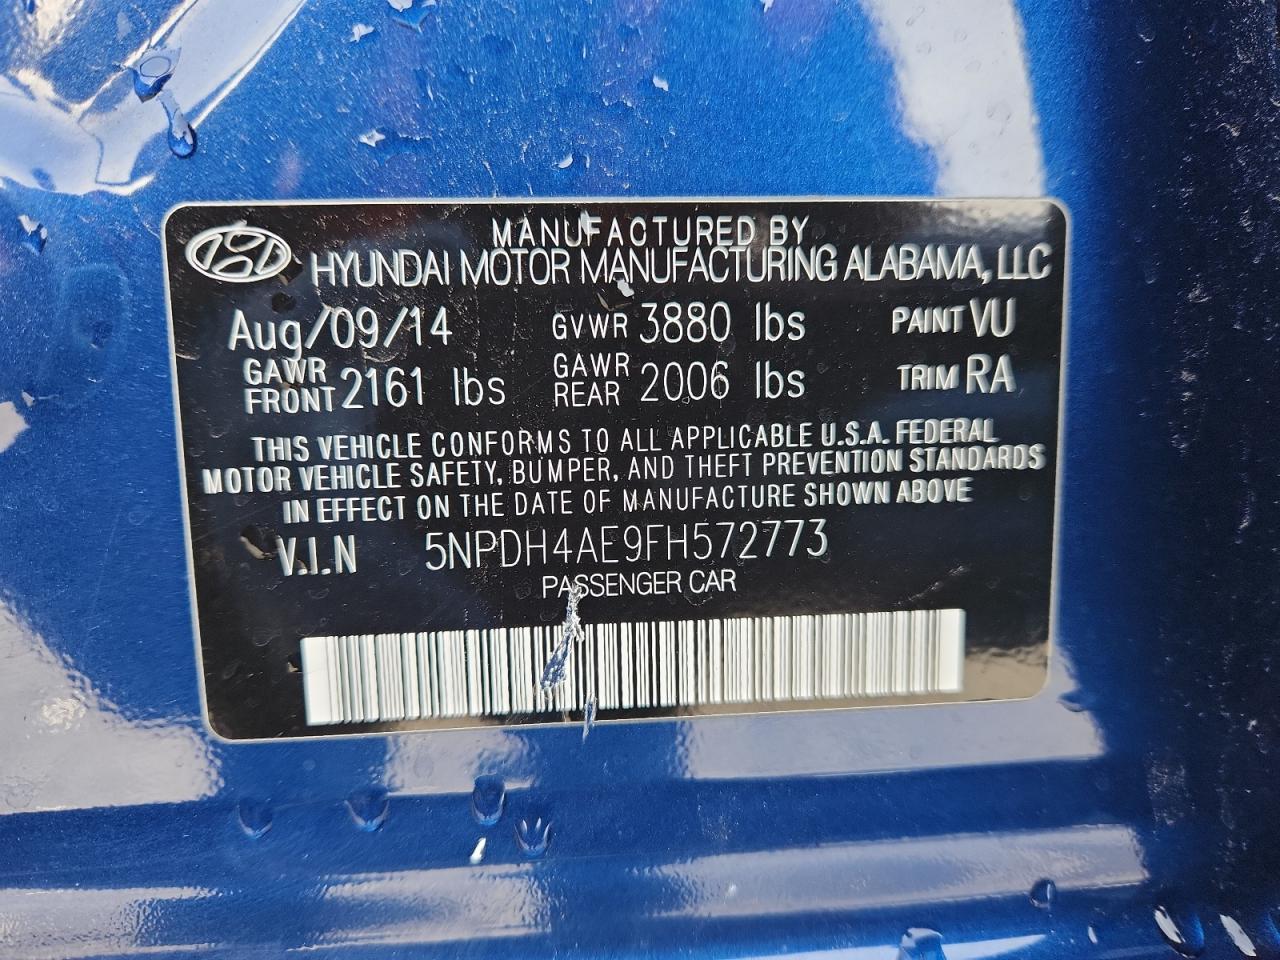 MANUFACTURED BY
HYUNDAI MOTOR MANUFACTURING ALABAMA, LLC
Aug/09/14 GVWR 3880 lbs PAINT VU
GAWR FRONT 2161 lbs GAWR REAR 2006 lbs TRIM RA
THIS VEHICLE CONFORMS TO ALL APPLICABLE U.S.A. FEDERAL
MOTOR VEHICLE SAFETY, BUMPER, AND THEFT PREVENTION STANDARDS
IN EFFECT ON THE DATE OF MANUFACTURE SHOWN ABOVE
V.I.N 5NPDH4AE9FH572773
PASSENGER CAR